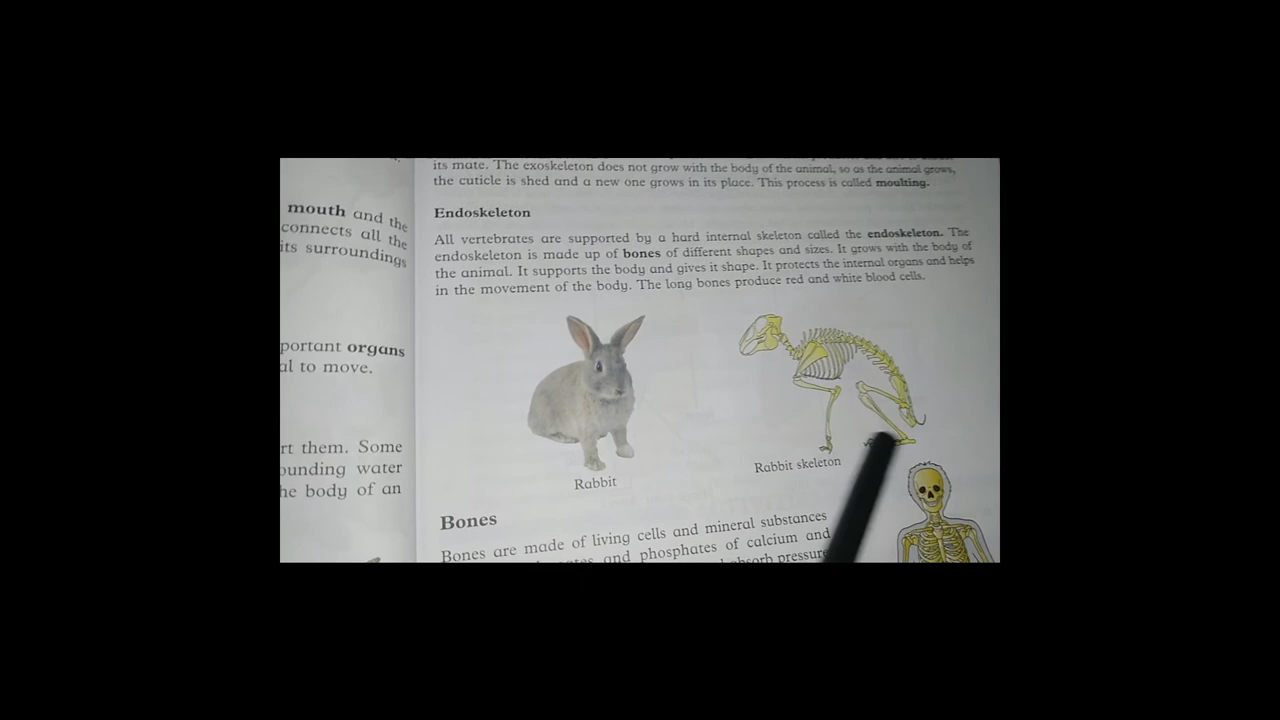 mouth and the
connects all the
its surroundings
portant organs
al to move.
rt them. Some
ounding water
he body of an
its mate. The exoskeleton does not grow with the body of the animal, so as the animal grows,
the cuticle is shed and a new one grows in its place. This process is called moulting.
Endoskeleton
All vertebrates are supported by a hard internal skeleton called the endoskeleton. The
endoskeleton is made up of bones of different shapes and sizes. It grows with the body of
the animal. It supports the body and gives it shape. It protects the internal organs and helps
in the movement of the body. The long bones produce red and white blood cells.
Rabbit
Rabbit skeleton
Bones
Bones are made of living cells and mineral substances
and phosphates of calcium and
absorb pressure